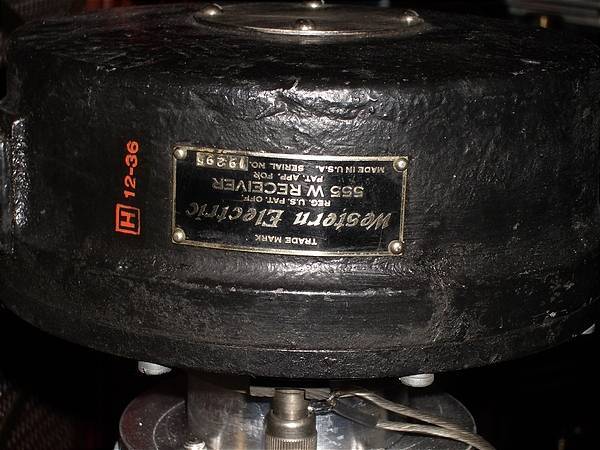 TRADE MARK
Western Electric
REG. U.S. PAT. OFF.
555 W RECEIVER
PAT. APP. FOR
MADE IN U.S.A. SERIAL NO.
H 12-36